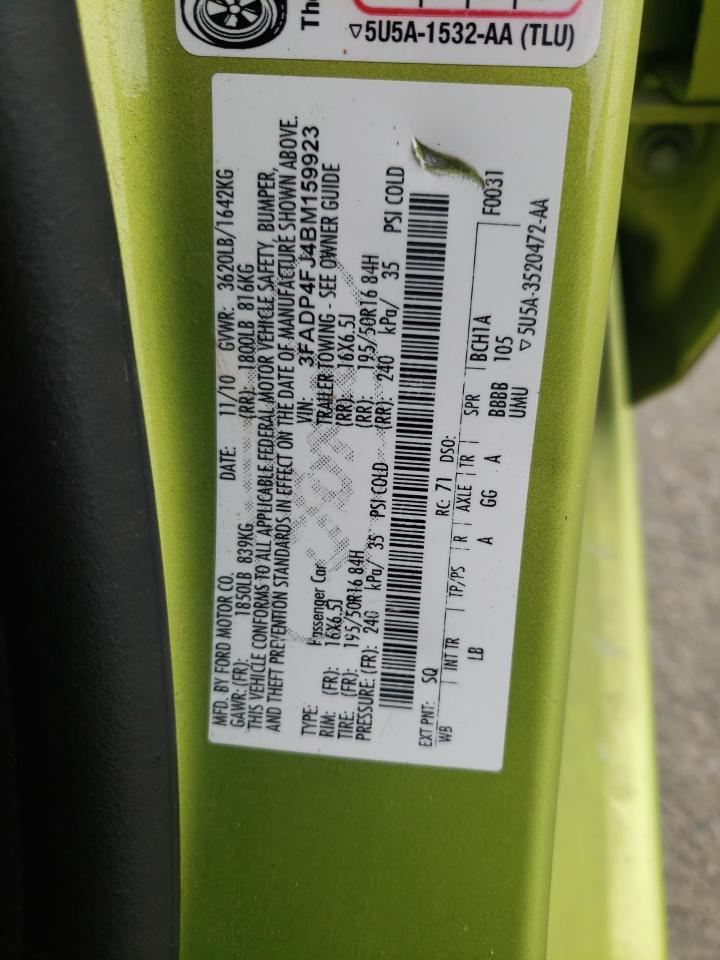 The
▽5U5A-1532-AA (TLU)
MFD. BY FORD MOTOR CO. DATE: 11/10 GVWR: 3620LB/1642KG
GAWR: (FR): 1850LB 839KG (RR): 1800LB 816KG
THIS VEHICLE CONFORMS TO ALL APPLICABLE FEDERAL MOTOR VEHICLE SAFETY, BUMPER,
AND THEFT PREVENTION STANDARDS IN EFFECT ON THE DATE OF MANUFACTURE SHOWN ABOVE.
VIN: 3FADP4FJ4BM159923
TYPE: Passenger Car TRAILER TOWING - SEE OWNER GUIDE
RIM: (FR): 16X6.5J (RR): 16X6.5J
TIRE: (FR): 195/50R16 84H (RR): 195/50R16 84H
PRESSURE: (FR): 240 kPa/ 35 PSI COLD (RR): 240 kPa/ 35 PSI COLD
EXT PNT: SQ RC: 71 DSO: F0031
WB INT TR TP/PS R AXLE TR SPR BCH1A
LB A GG A BBBB 105
UMU ▽5U5A-3520472-AA